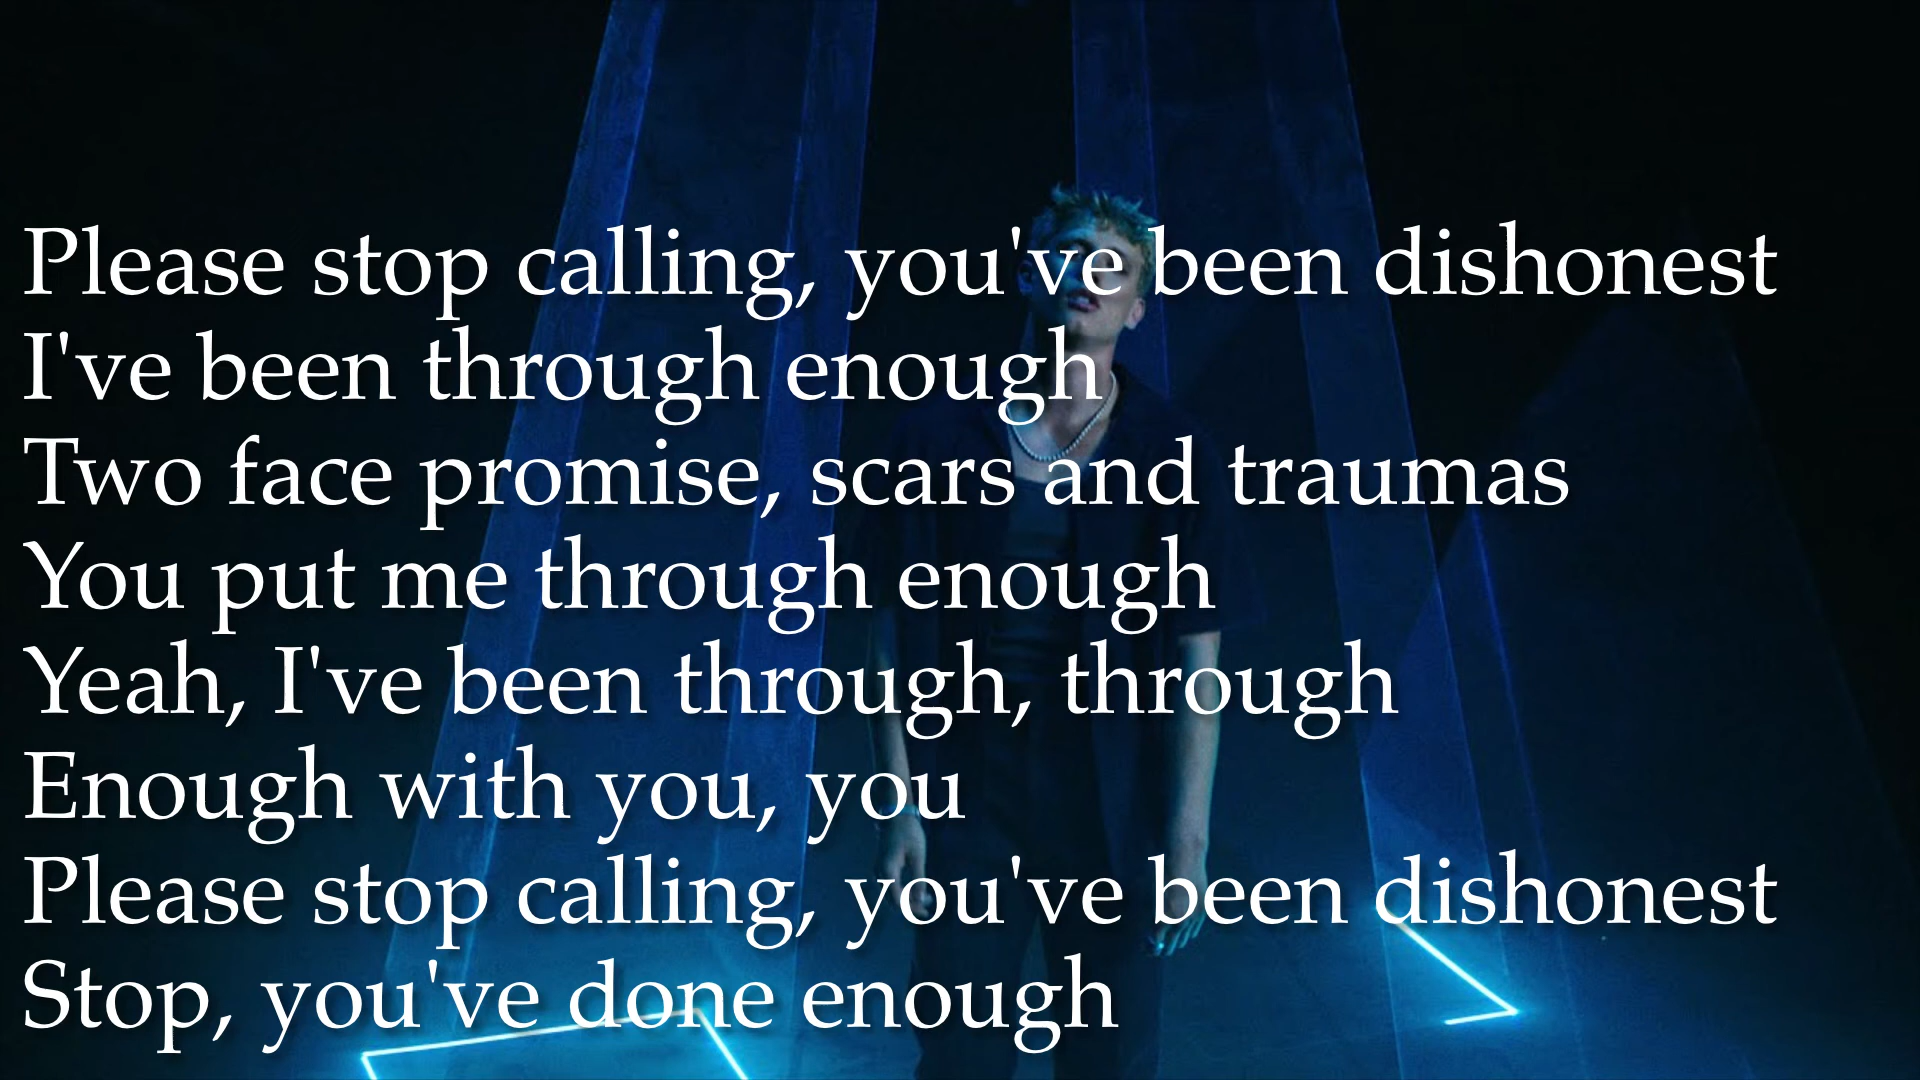 Please stop calling, you've been dishonest
I've been through enough
Two face promise, scars and traumas
You put me through enough
Yeah, I've been through, through
Enough with you, you
Please stop calling, you've been dishonest
Stop, you've done enough